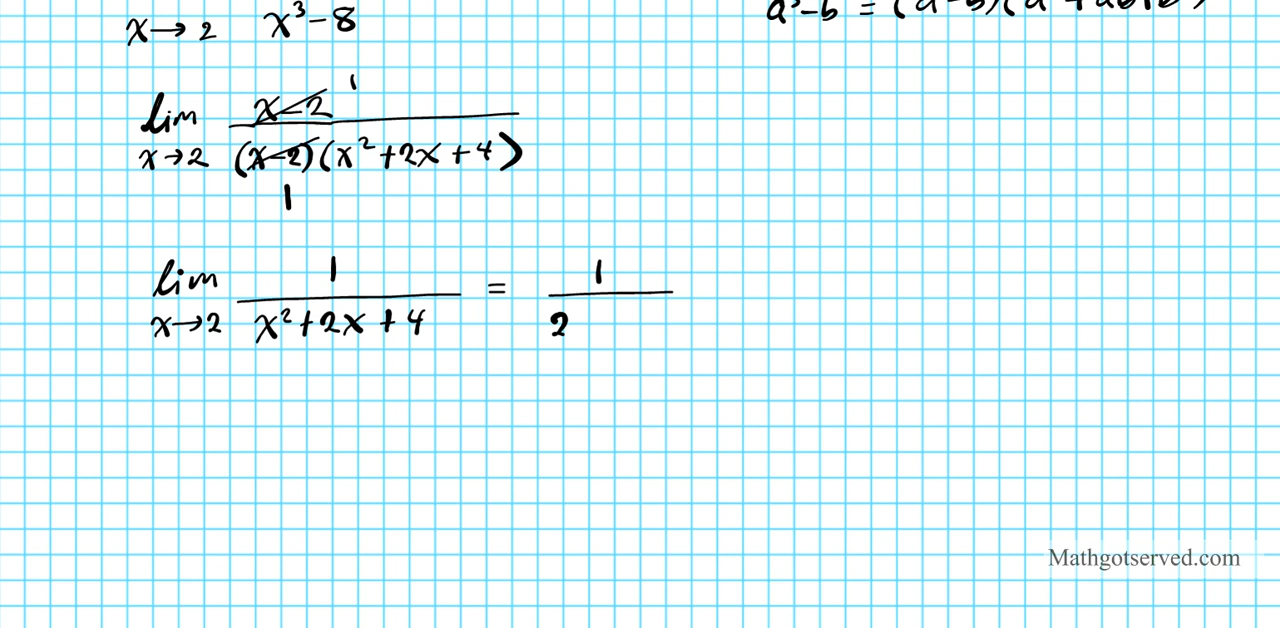 x→2 x³-8
lim x-2 1
x→2 (x-2)(x²+2x+4)
1
lim 1 = 1
x→2 x²+2x+4 2
Mathgotserved.com